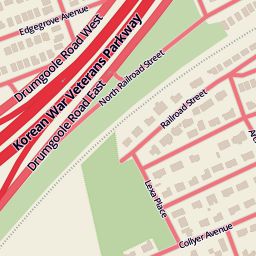 Edgegrove Avenue
Drumgoole Road West
Korean War Veterans Parkway
Drumgoole Road East
North Railroad Street
Railroad Street
Lexa Place
Collyer Avenue